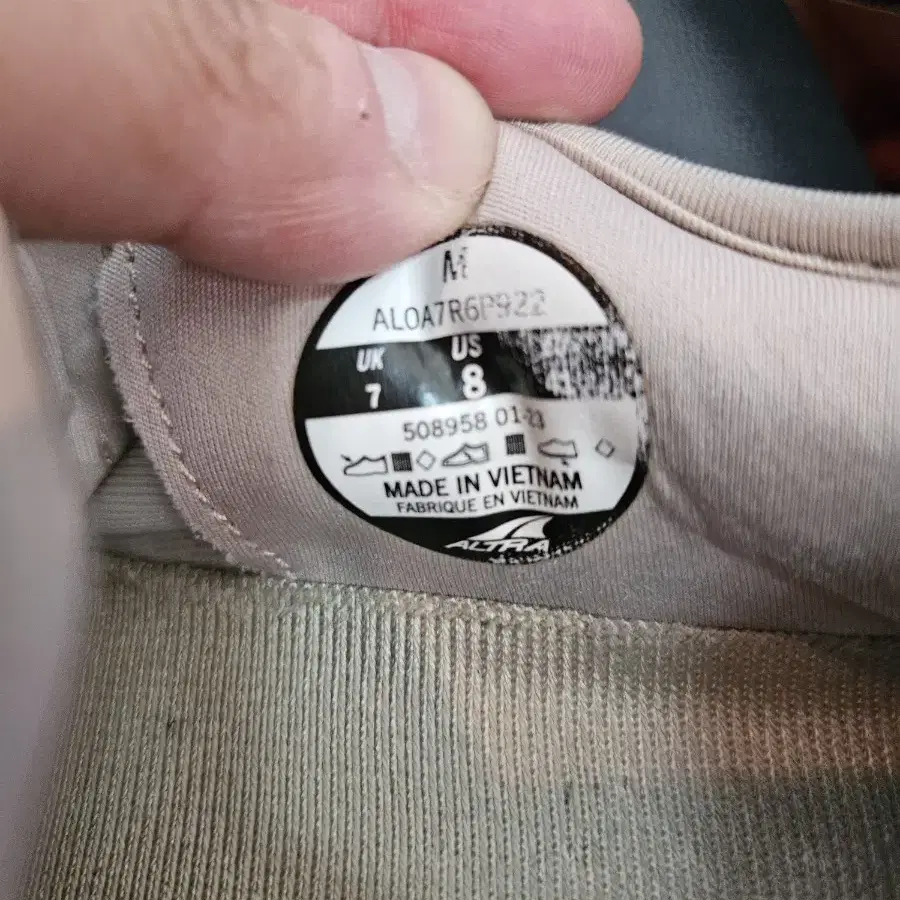 M
AL0A7R6P922
UK US
7 8
508958 01-23
MADE IN VIETNAM
FABRIQUE EN VIETNAM
ALTRA